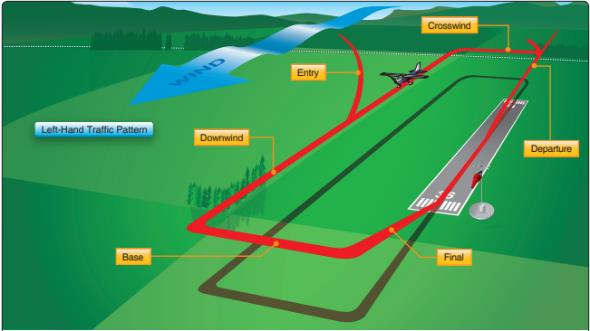 Crosswind
Entry
WIND
Left-Hand Traffic Pattern
Downwind
Departure
Base
Final